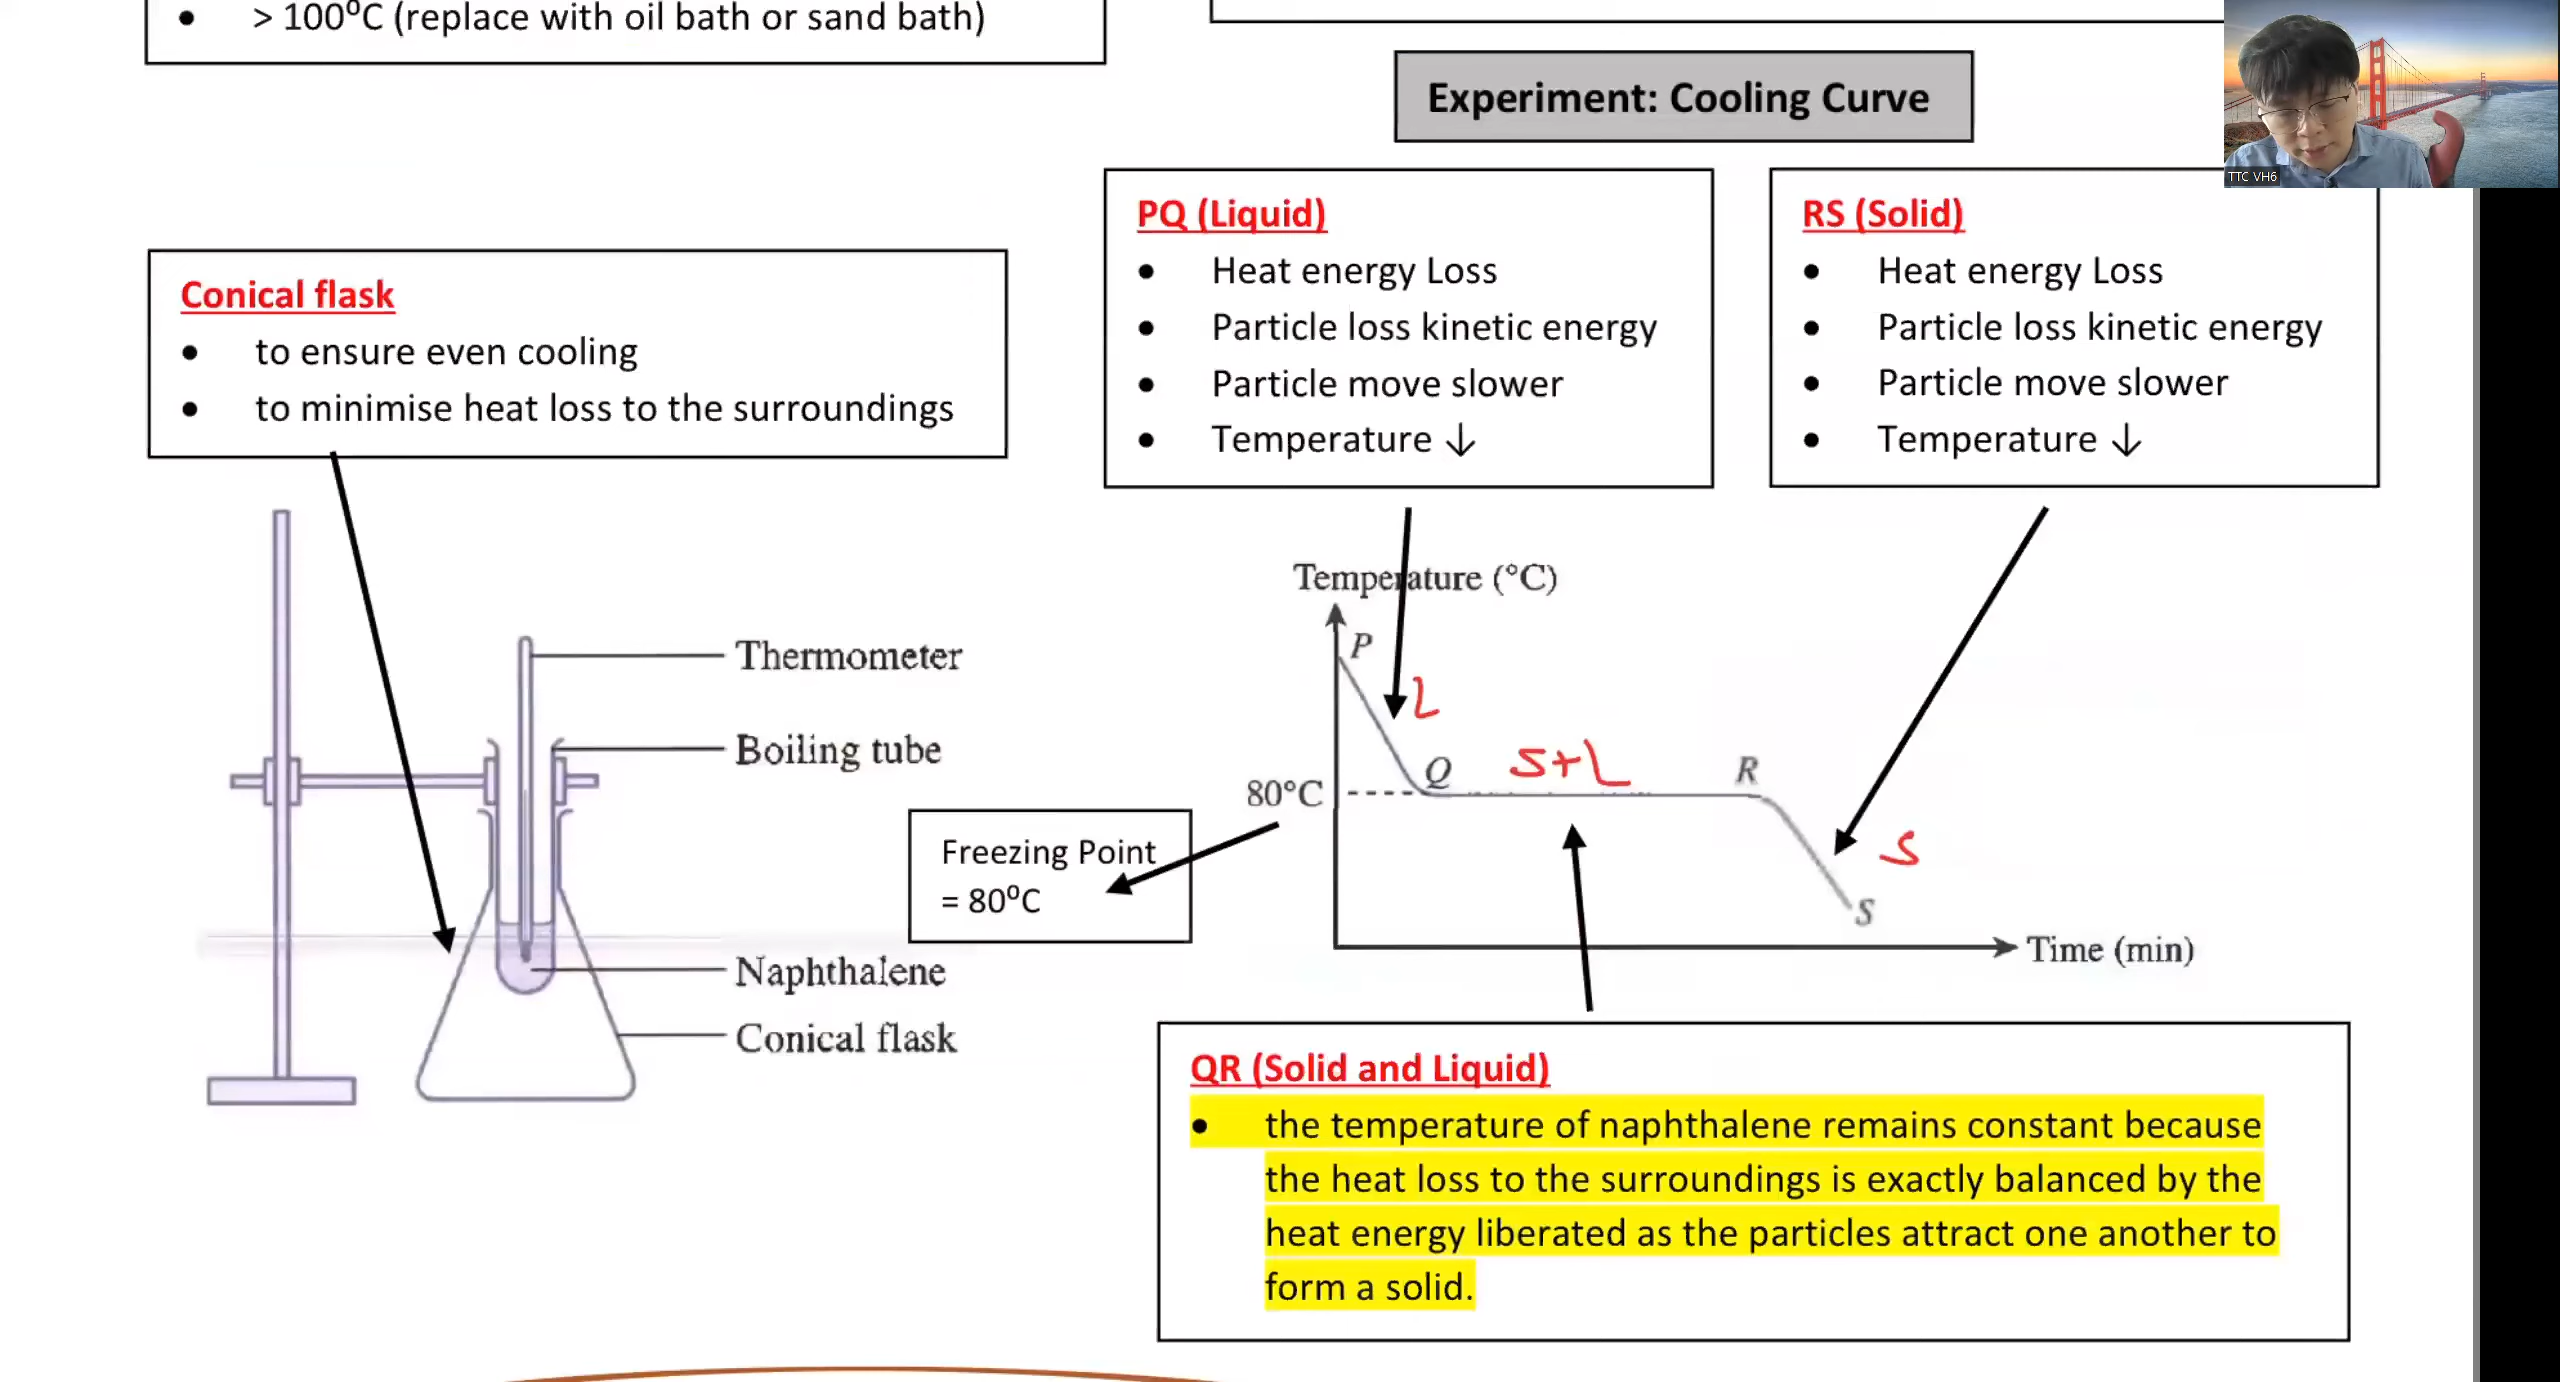 • > 100⁰C (replace with oil bath or sand bath)
Experiment: Cooling Curve
TTC VH6
Conical flask
• to ensure even cooling
• to minimise heat loss to the surroundings
PQ (Liquid)
• Heat energy Loss
• Particle loss kinetic energy
• Particle move slower
• Temperature ↓
RS (Solid)
• Heat energy Loss
• Particle loss kinetic energy
• Particle move slower
• Temperature ↓
Thermometer
Boiling tube
Naphthalene
Conical flask
Temperature (°C)
P
L
Q
S+L
R
80°C
S
S
Time (min)
Freezing Point
= 80⁰C
QR (Solid and Liquid)
• the temperature of naphthalene remains constant because
the heat loss to the surroundings is exactly balanced by the
heat energy liberated as the particles attract one another to
form a solid.